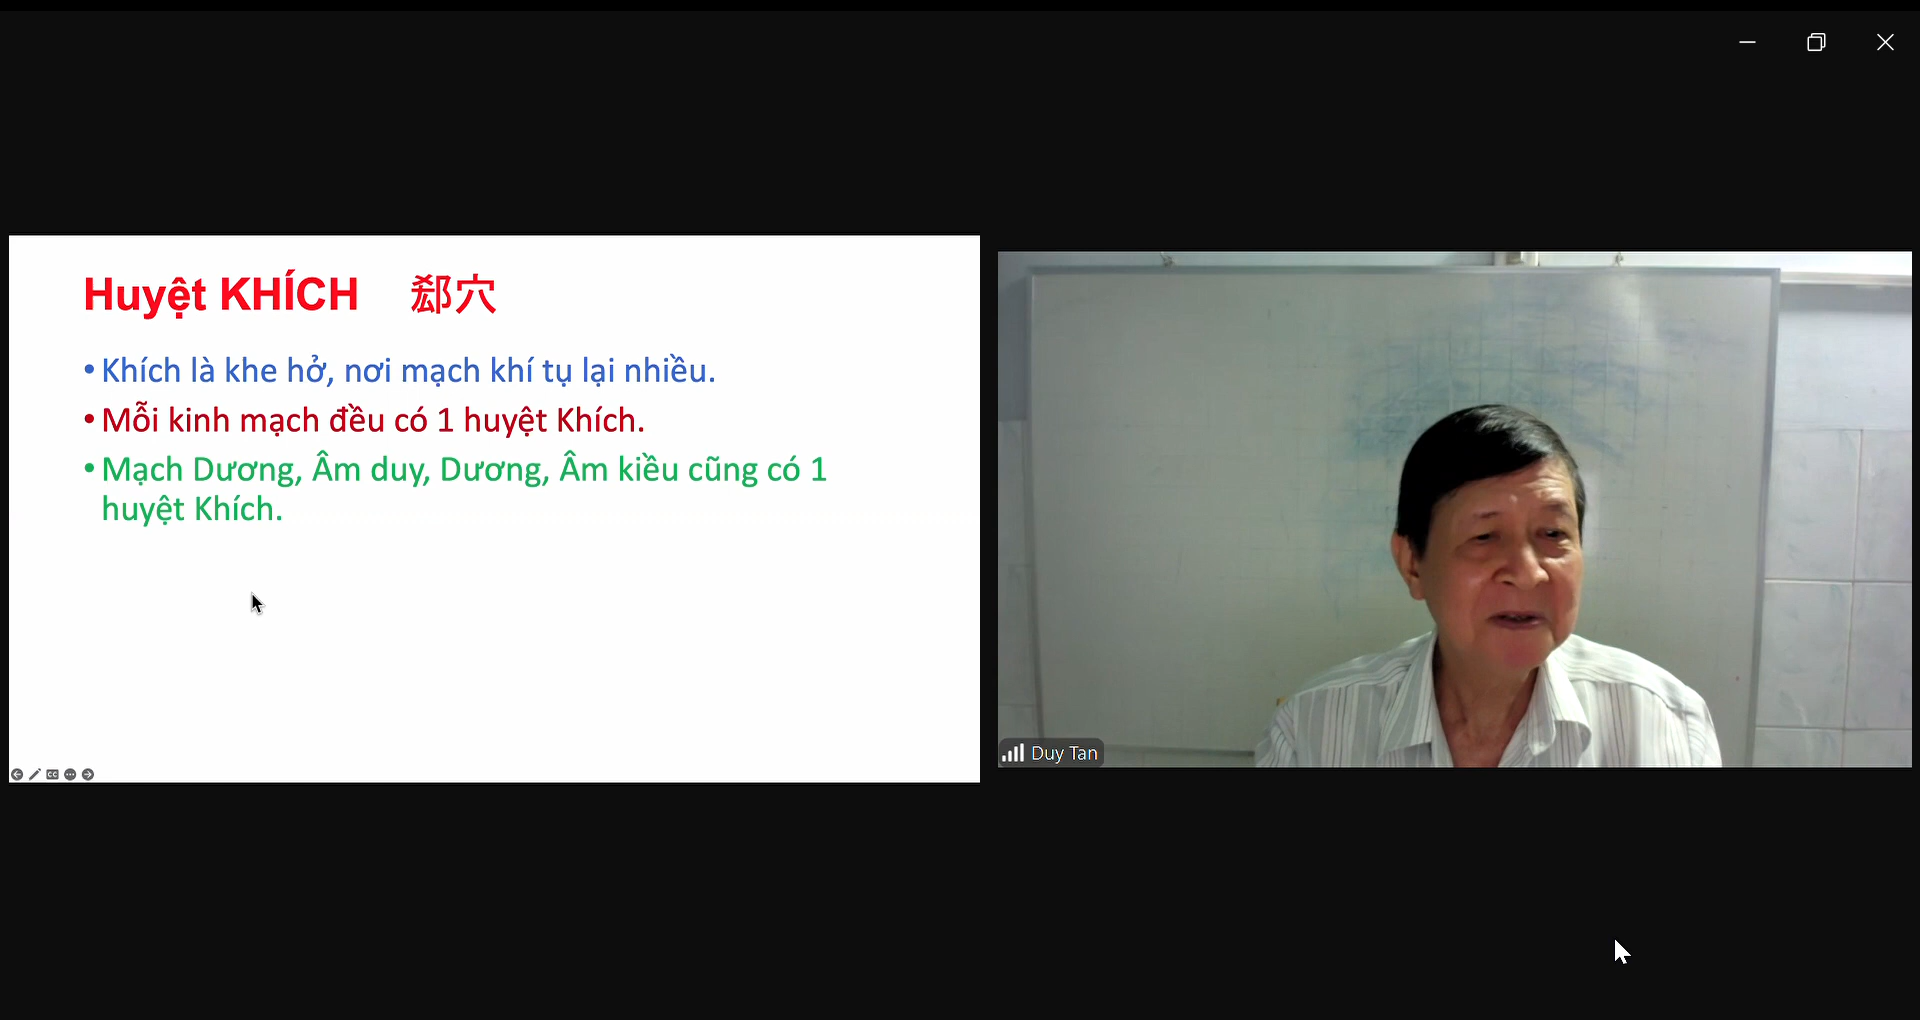 Huyệt KHÍCH 郄穴
• Khích là khe hở, nơi mạch khí tụ lại nhiều.
• Mỗi kinh mạch đều có 1 huyệt Khích.
• Mạch Dương, Âm duy, Dương, Âm kiều cũng có 1
huyệt Khích.
Duy Tan